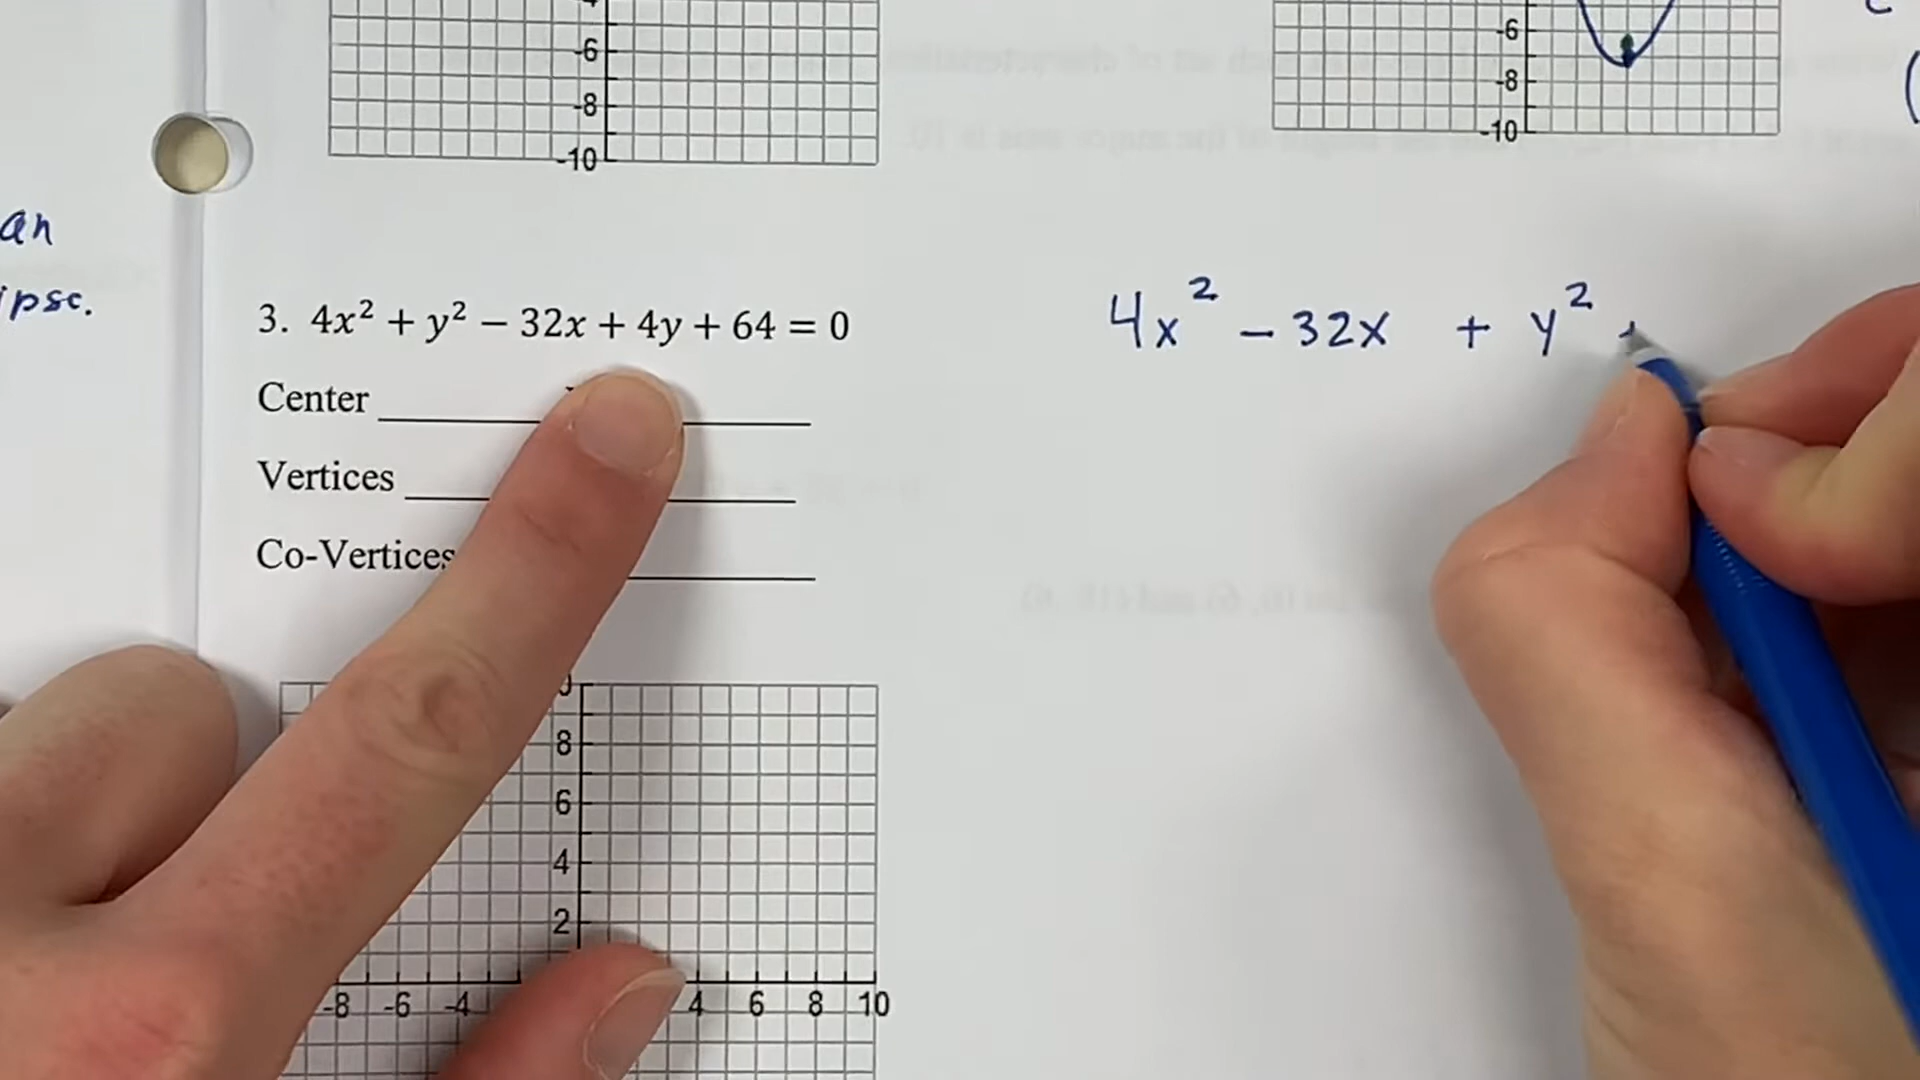 -6
-8
-10
-6
-8
-10
an
3. 4x² + y² − 32x + 4y + 64 = 0
4x² - 32x + y² +
Center
Vertices
Co-Vertices
8
6
4
2
-8 -6 -4 4 6 8 10